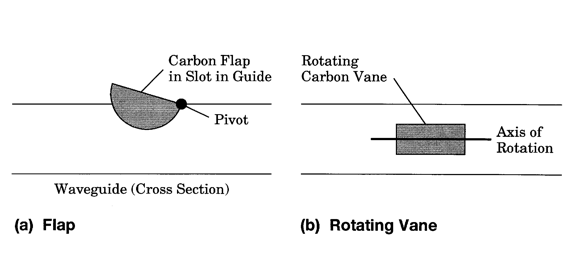 Carbon Flap
in Slot in Guide
Pivot
Waveguide (Cross Section)
(a) Flap
Rotating
Carbon Vane
Axis of
Rotation
(b) Rotating Vane